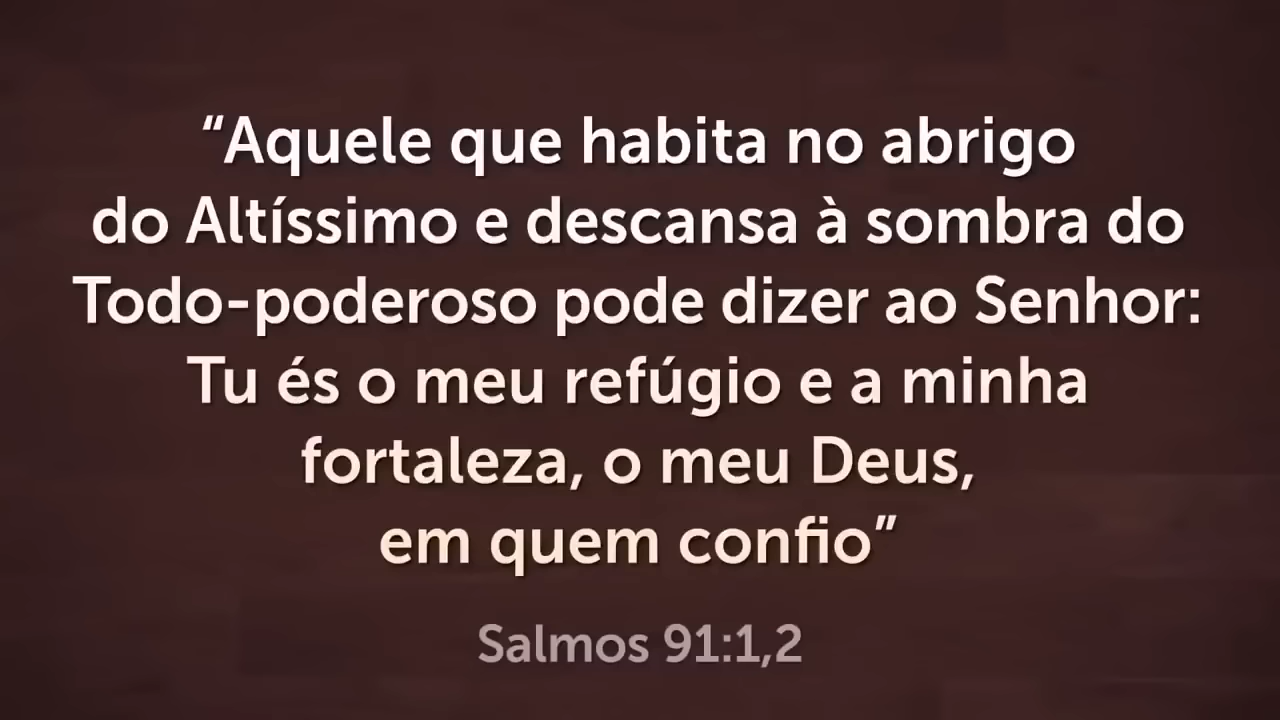 “Aquele que habita no abrigo
do Altíssimo e descansa à sombra do
Todo-poderoso pode dizer ao Senhor:
Tu és o meu refúgio e a minha
fortaleza, o meu Deus,
em quem confio”
Salmos 91:1,2